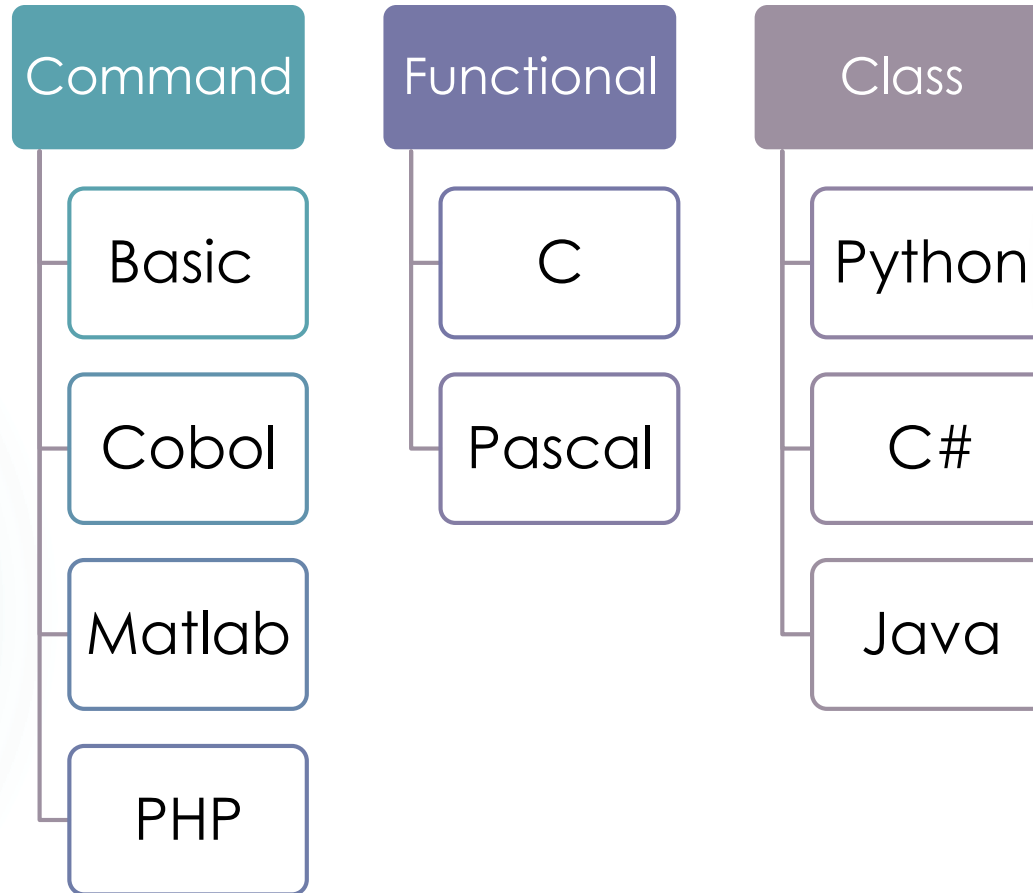 Command
Basic
Cobol
Matlab
PHP
Functional
C
Pascal
Class
Python
C#
Java